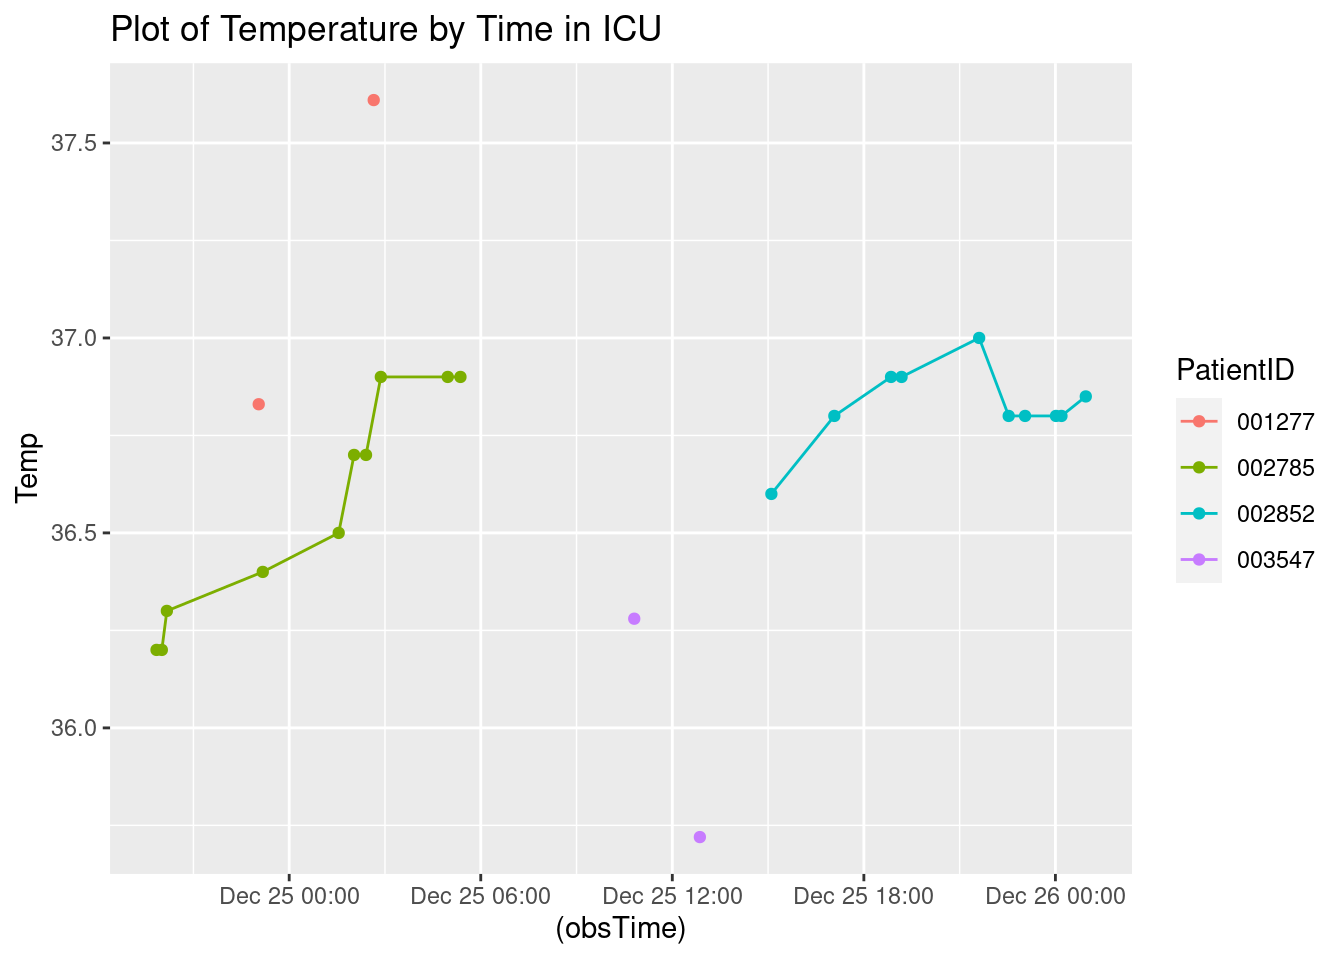 Plot of Temperature by Time in ICU
37.5
37.0
36.5
36.0
Temp
Dec 25 00:00 Dec 25 06:00 Dec 25 12:00 Dec 25 18:00 Dec 26 00:00
(obsTime)
PatientID
001277
002785
002852
003547